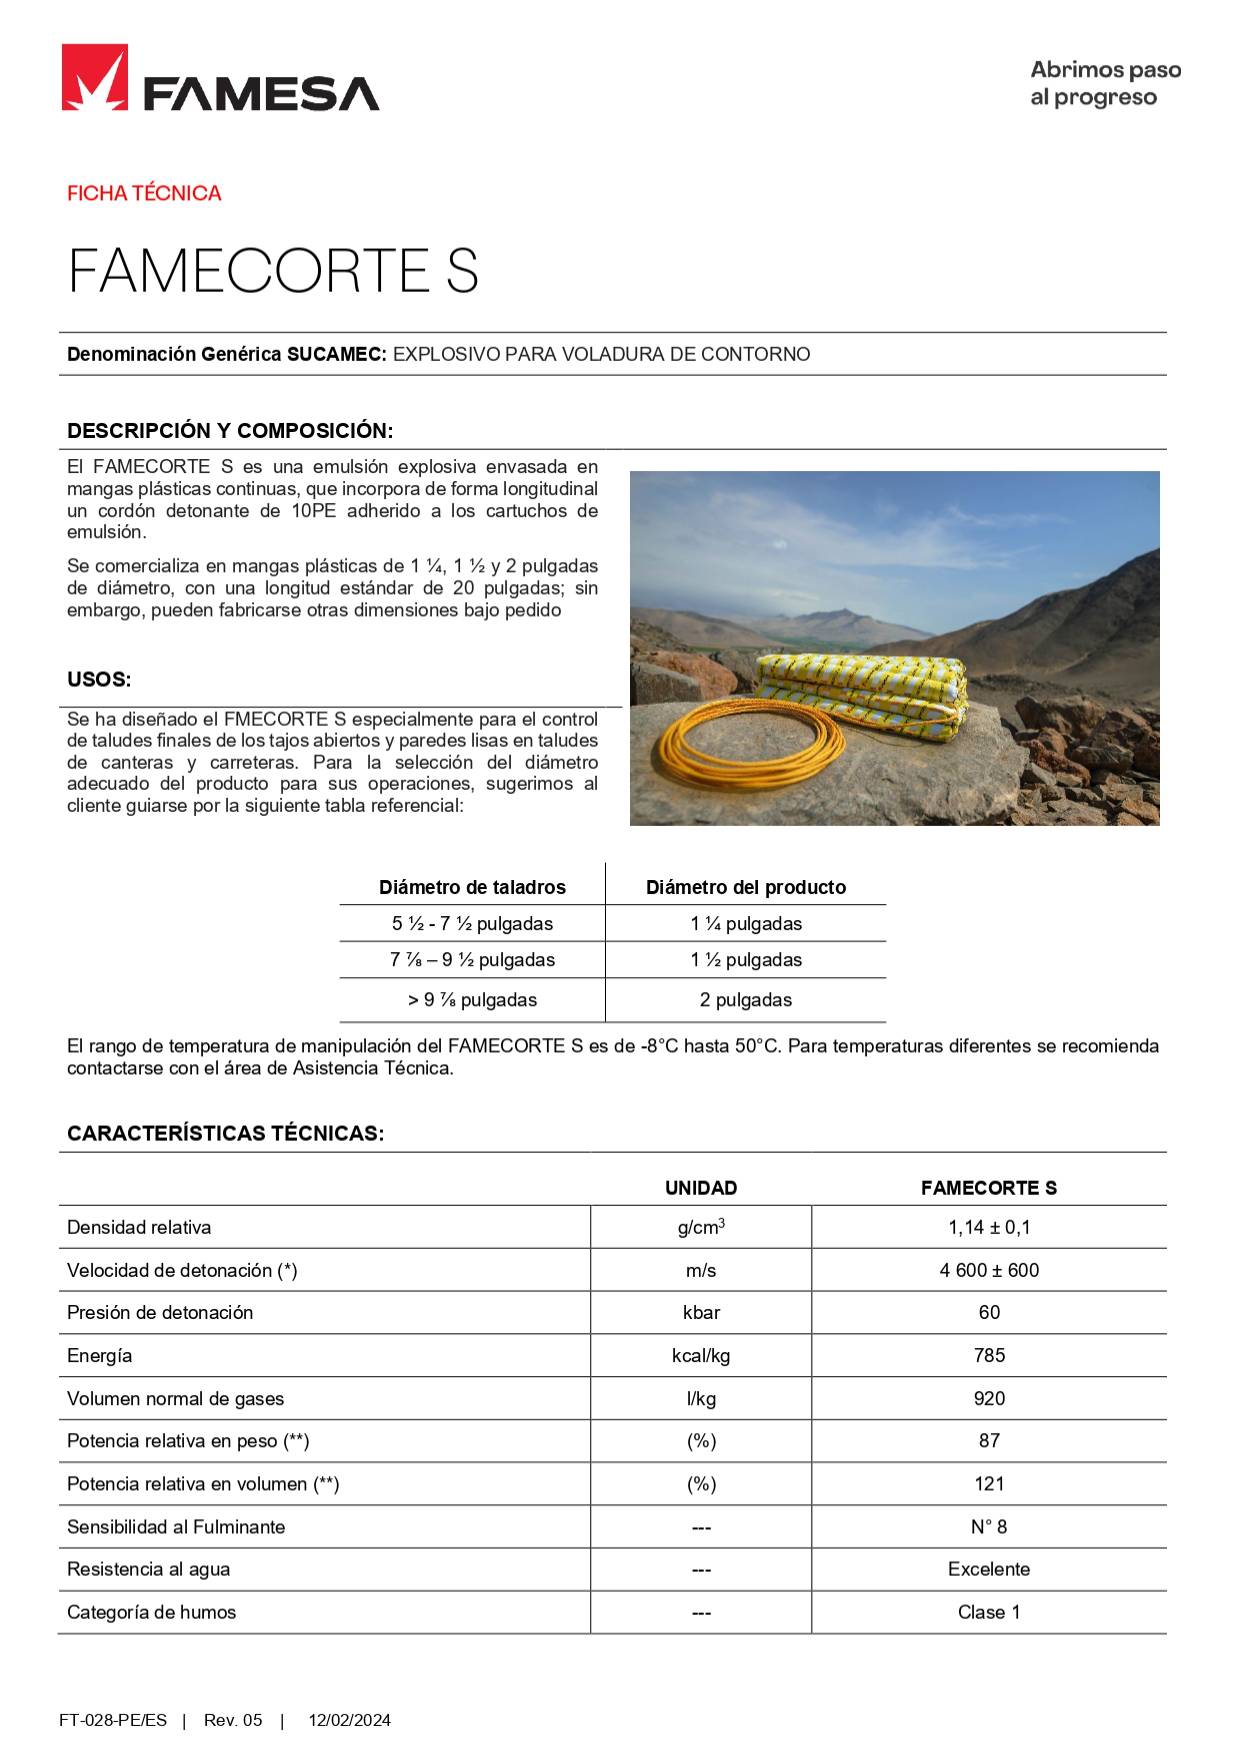 FAMESA
Abrimos paso
al progreso
FICHA TÉCNICA
FAMECORTE S
Denominación Genérica SUCAMEC: EXPLOSIVO PARA VOLADURA DE CONTORNO
DESCRIPCIÓN Y COMPOSICIÓN:
El FAMECORTE S es una emulsión explosiva envasada en
mangas plásticas continuas, que incorpora de forma longitudinal
un cordón detonante de 10PE adherido a los cartuchos de
emulsión.
Se comercializa en mangas plásticas de 1 ¼, 1 ½ y 2 pulgadas
de diámetro, con una longitud estándar de 20 pulgadas; sin
embargo, pueden fabricarse otras dimensiones bajo pedido
USOS:
Se ha diseñado el FMECORTE S especialmente para el control
de taludes finales de los tajos abiertos y paredes lisas en taludes
de canteras y carreteras. Para la selección del diámetro
adecuado del producto para sus operaciones, sugerimos al
cliente guiarse por la siguiente tabla referencial:
Diámetro de taladros Diámetro del producto
5 ½ - 7 ½ pulgadas 1 ¼ pulgadas
7 ⅞ – 9 ½ pulgadas 1 ½ pulgadas
> 9 ⅞ pulgadas 2 pulgadas
El rango de temperatura de manipulación del FAMECORTE S es de -8°C hasta 50°C. Para temperaturas diferentes se recomienda
contactarse con el área de Asistencia Técnica.
CARACTERÍSTICAS TÉCNICAS:
UNIDAD FAMECORTE S
Densidad relativa g/cm³ 1,14 ± 0,1
Velocidad de detonación (*) m/s 4 600 ± 600
Presión de detonación kbar 60
Energía kcal/kg 785
Volumen normal de gases l/kg 920
Potencia relativa en peso (**) (%) 87
Potencia relativa en volumen (**) (%) 121
Sensibilidad al Fulminante --- N° 8
Resistencia al agua --- Excelente
Categoría de humos --- Clase 1
FT-028-PE/ES | Rev. 05 | 12/02/2024